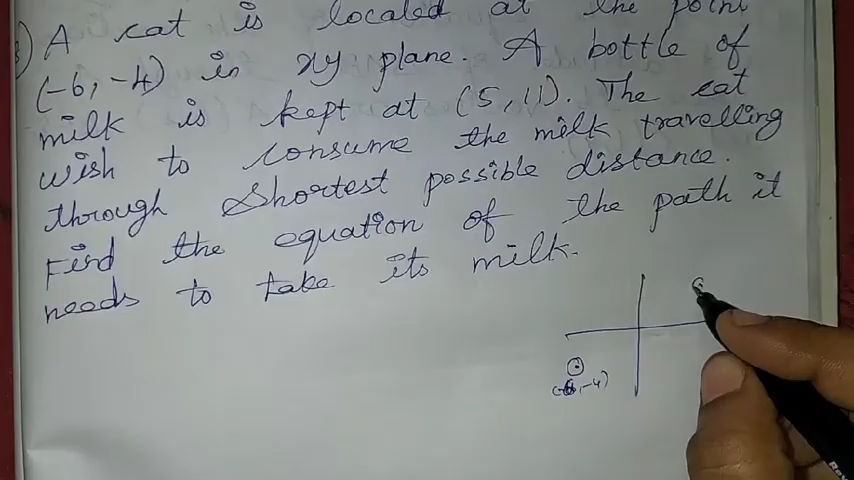 A cat is located at the point
(-6, -4) in xy plane. A bottle of
milk is kept at (5, 11). The cat
wish to consume the milk travelling
through shortest possible distance.
Find the equation of the path it
needs to take its milk.
(-6, -4)